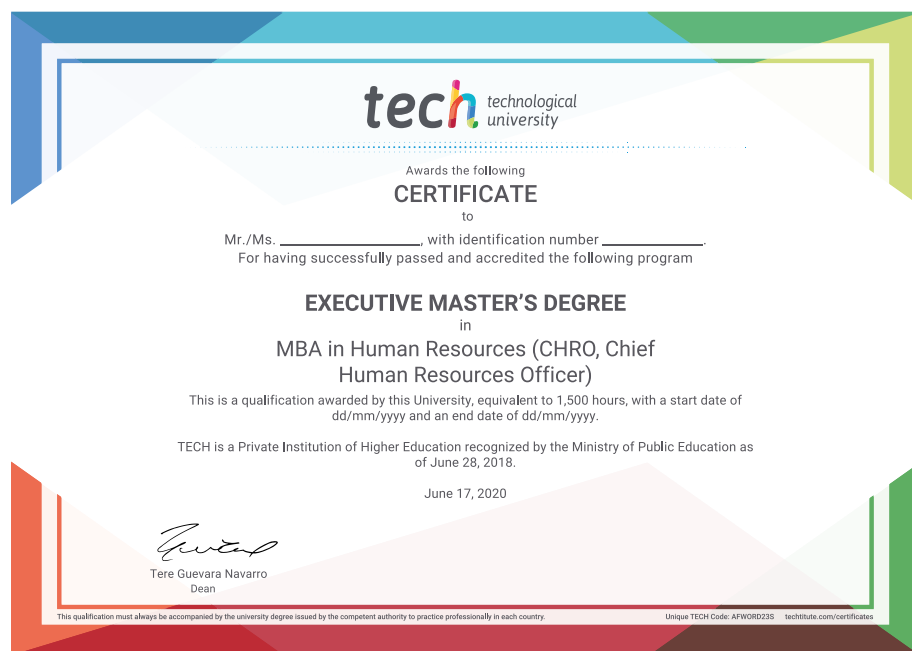 tech technological
university
Awards the following
CERTIFICATE
to
Mr./Ms. ____________________, with identification number ______________.
For having successfully passed and accredited the following program
EXECUTIVE MASTER'S DEGREE
in
MBA in Human Resources (CHRO, Chief
Human Resources Officer)
This is a qualification awarded by this University, equivalent to 1,500 hours, with a start date of
dd/mm/yyyy and an end date of dd/mm/yyyy.
TECH is a Private Institution of Higher Education recognized by the Ministry of Public Education as
of June 28, 2018.
June 17, 2020
Tere Guevara Navarro
Dean
This qualification must always be accompanied by the university degree issued by the competent authority to practice professionally in each country.
Unique TECH Code: AFWORD23S techtitute.com/certificates